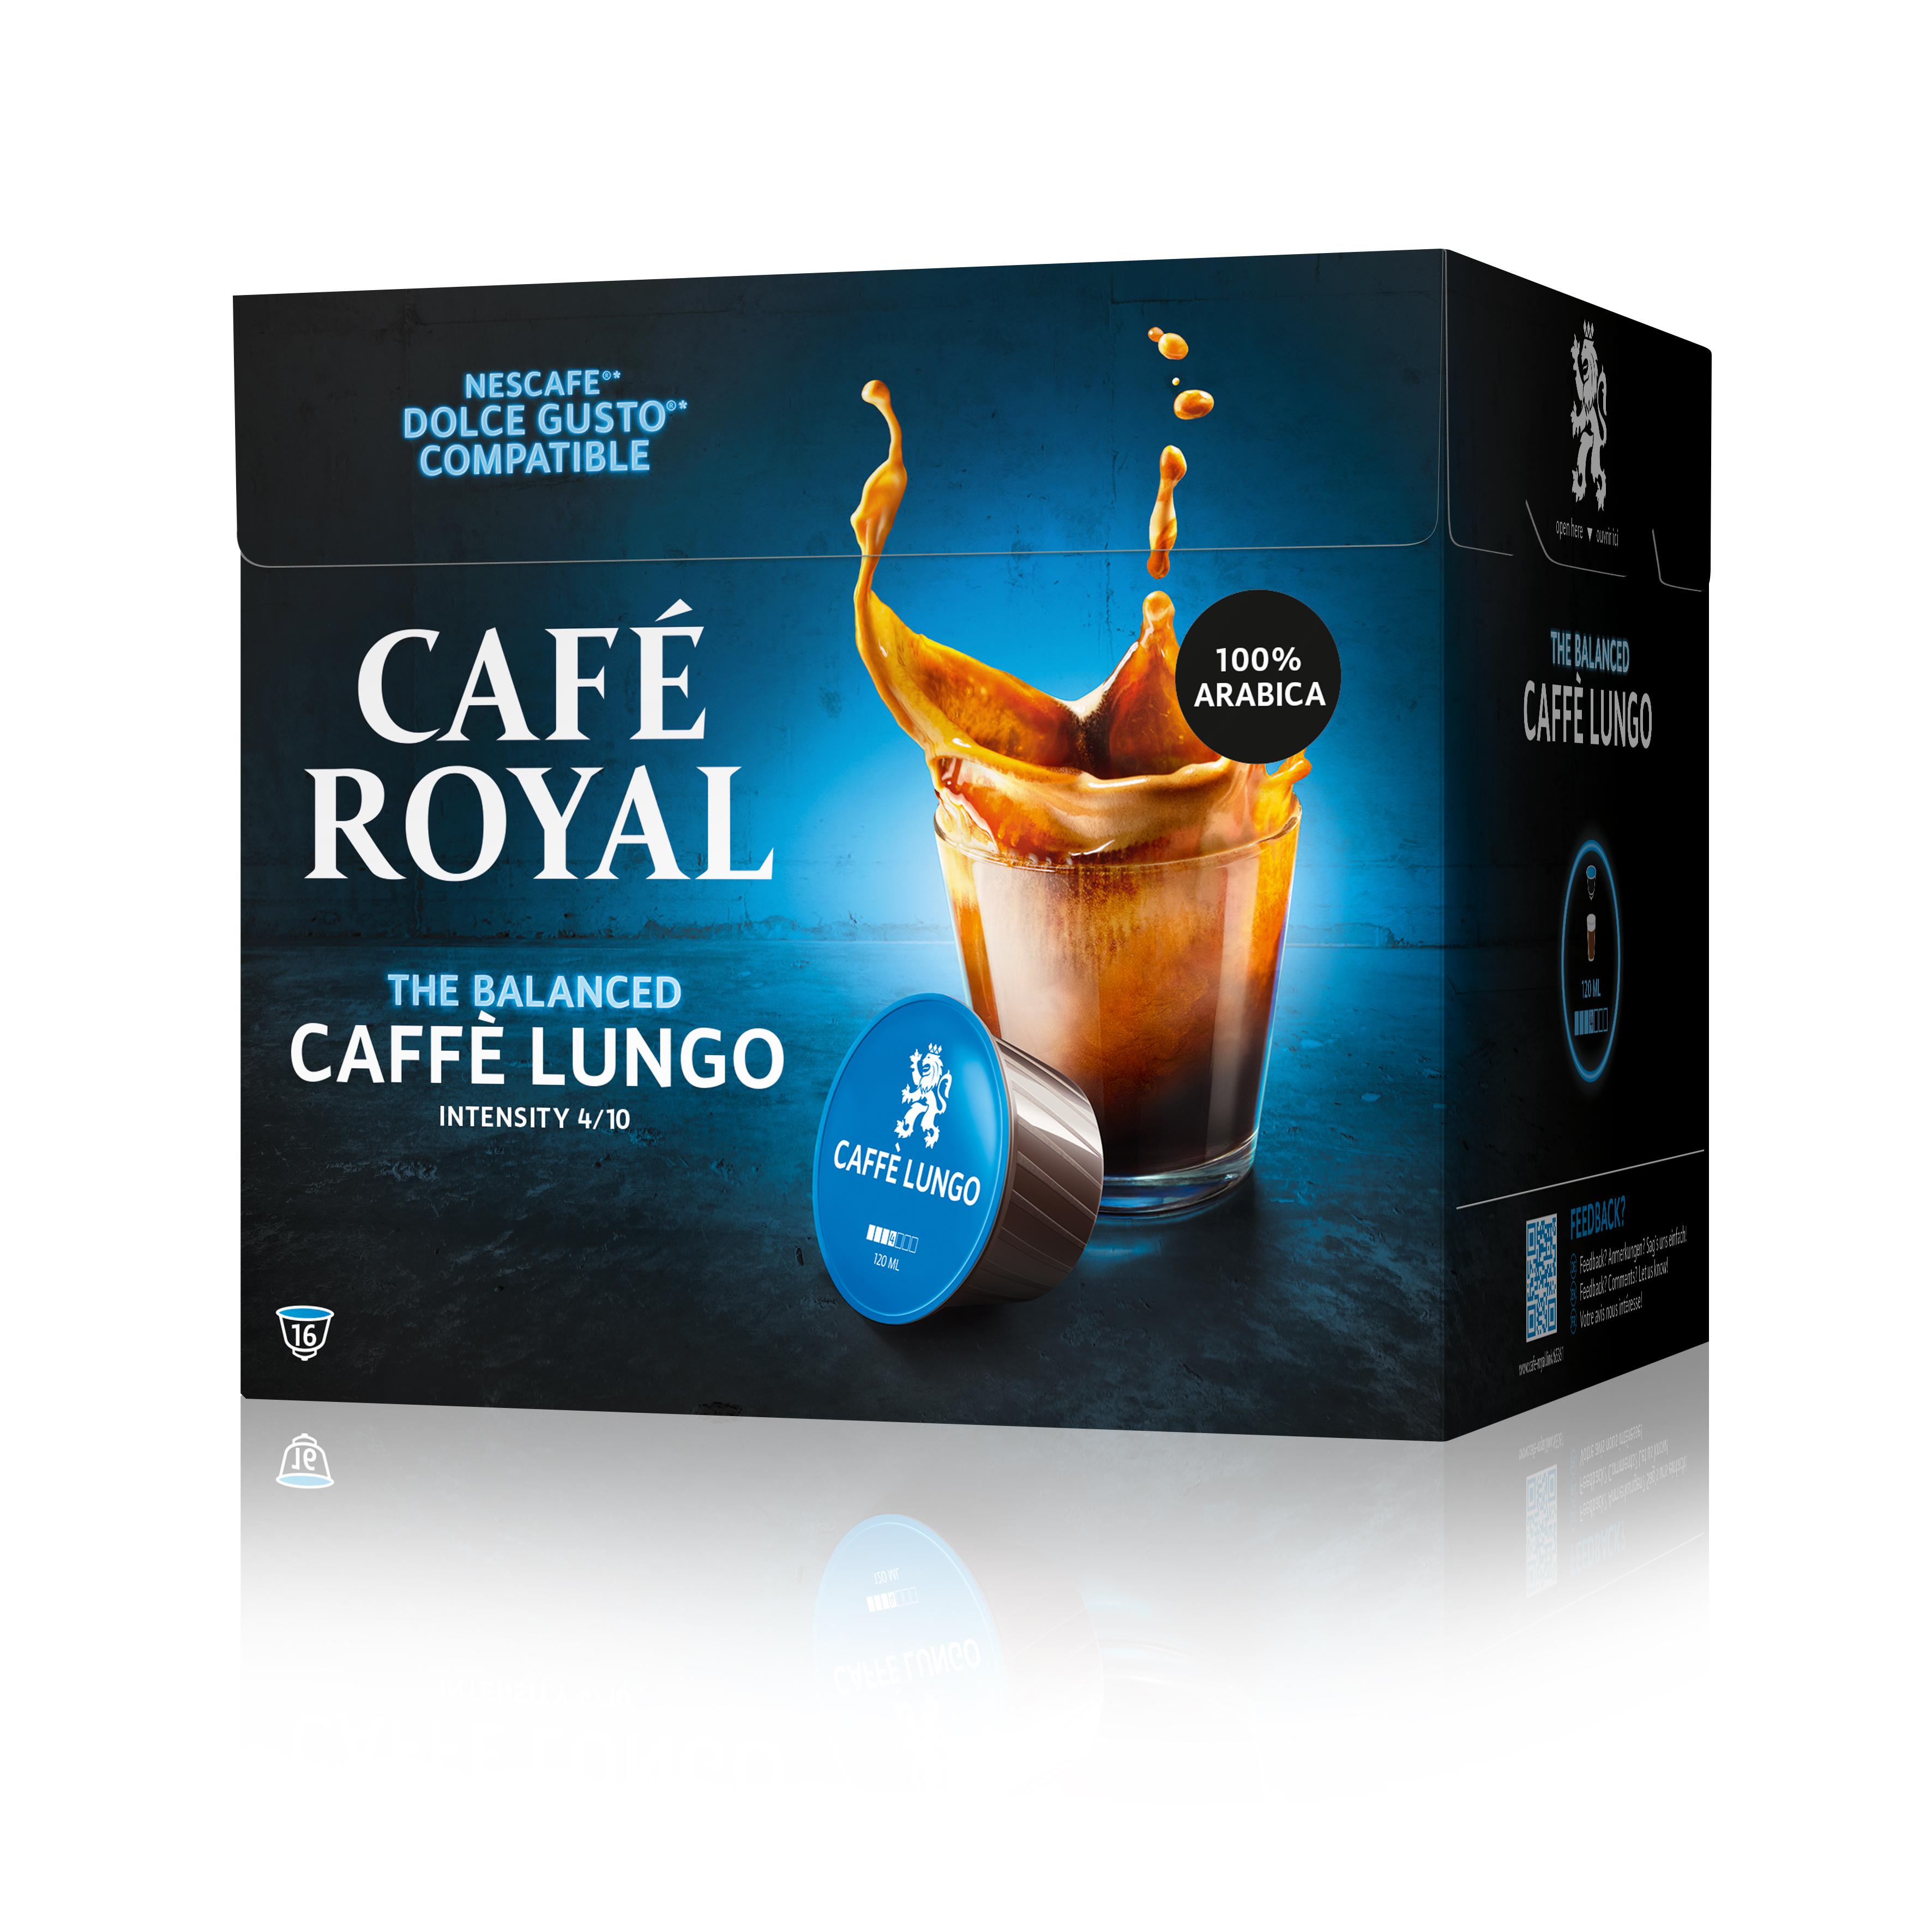 NESCAFE®*
DOLCE GUSTO®*
COMPATIBLE
CAFÉ
ROYAL
100%
ARABICA
THE BALANCED
CAFFÈ LUNGO
INTENSITY 4/10
CAFFÈ LUNGO
4
120 ML
16
open here ▼ ouvrir ici
THE BALANCED
CAFFÈ LUNGO
120 ML
FEEDBACK?
Feedback? Anmerkungen? Sag's uns einfach!
Feedback? Comments? Let us know!
Votre avis nous intéresse!